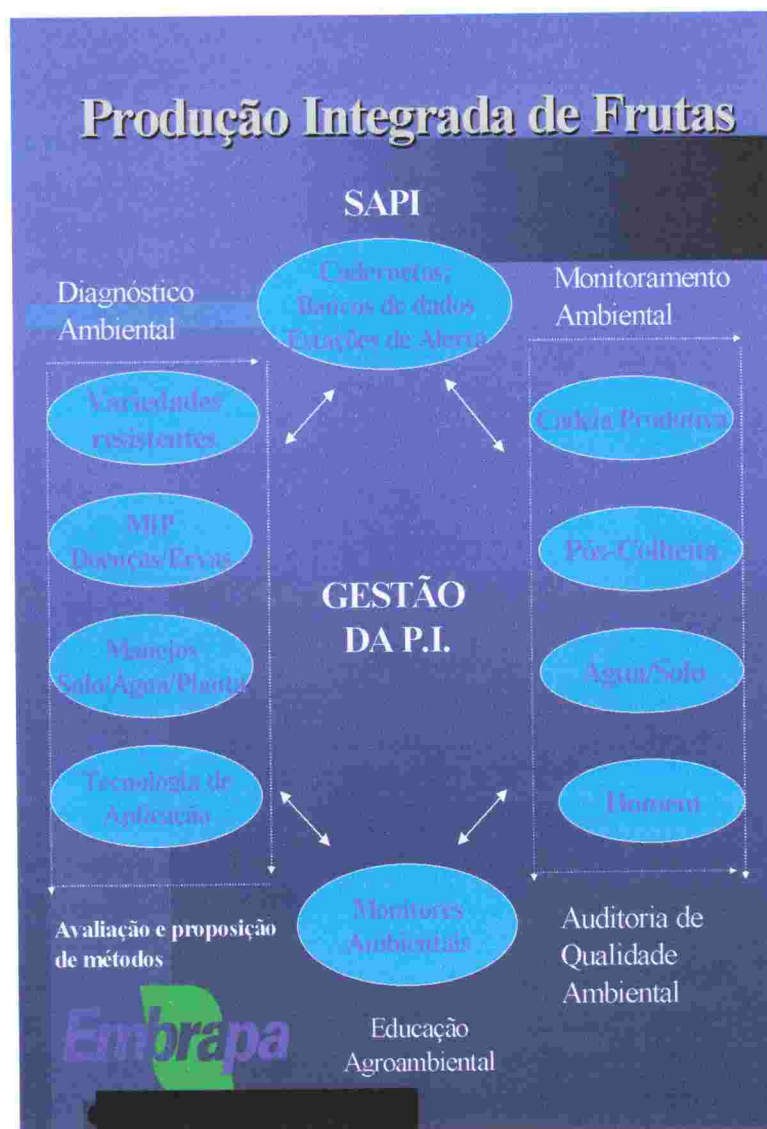 Produção Integrada de Frutas
SAPI
Cadernetas;
Bancos de dados
Estações de Alerta
Diagnóstico
Ambiental
Variedades
resistentes
MIP
Doenças/Ervas
Manejos
Solo/Água/Planta
Tecnologia de
Aplicação
Avaliação e proposição
de métodos
GESTÃO
DA P.I.
Monitoramento
Ambiental
Cadeia Produtiva
Pós-Colheita
Água/Solo
Homem
Auditoria de
Qualidade
Ambiental
Monitores
Ambientais
Educação
Agroambiental
Embrapa